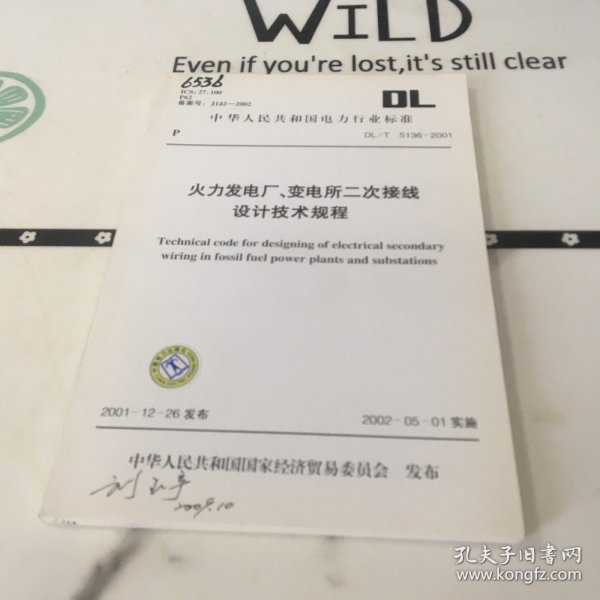 WILD
Even if you're lost,it's still clear
6536
ICS: 27.100
P62
备案号: J142—2002
DL
中华人民共和国电力行业标准
P
DL/T 5136-2001
火力发电厂、变电所二次接线
设计技术规程
Technical code for designing of electrical secondary
wiring in fossil fuel power plants and substations
2001-12-26 发布
2002-05-01 实施
中华人民共和国国家经济贸易委员会 发布
2009.10
孔夫子旧书网
www.kongfz.com